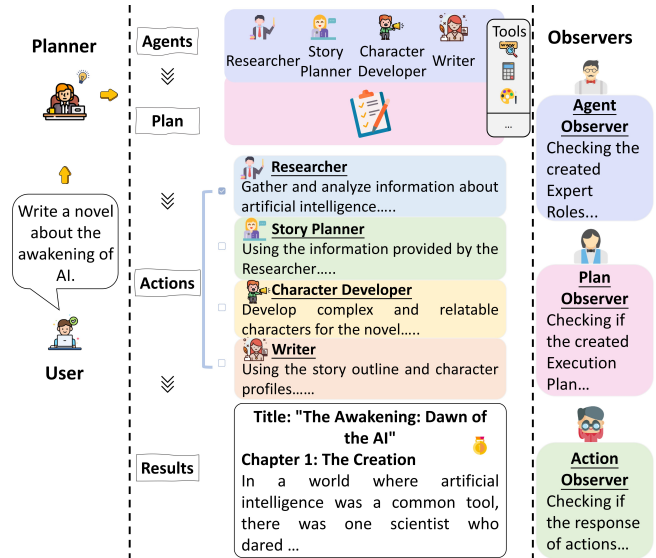 Planner
Write a novel
about the
awakening of
AI.
User
Agents
Plan
Actions
Results
Researcher
Story
Planner
Character
Developer
Writer
Tools
...
Researcher
Gather and analyze information about
artificial intelligence…..
Story Planner
Using the information provided by the
Researcher…..
Character Developer
Develop complex and relatable
characters for the novel…..
Writer
Using the story outline and character
profiles……
Title: "The Awakening: Dawn of
the AI"
Chapter 1: The Creation
In a world where artificial
intelligence was a common tool,
there was one scientist who
dared …
Observers
Agent
Observer
Checking the
created
Expert
Roles…
Plan
Observer
Checking if
the created
Execution
Plan…
Action
Observer
Checking if
the response
of actions…